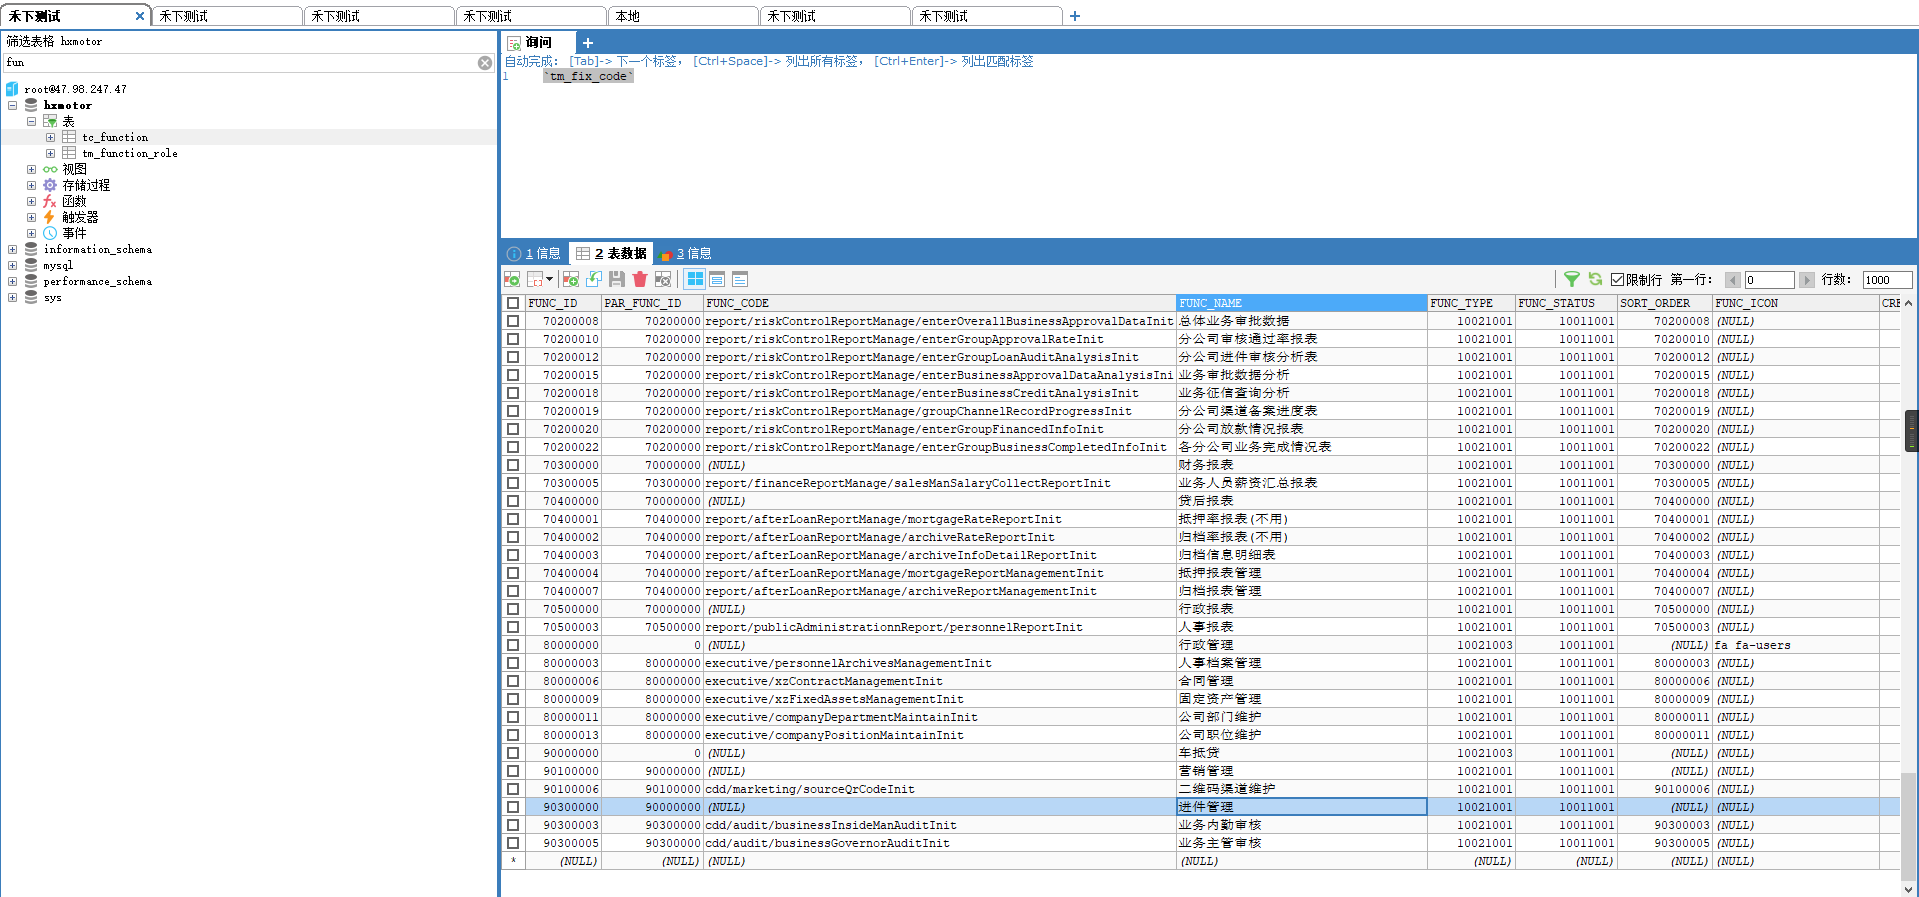 禾下测试 禾下测试 禾下测试 禾下测试 本地 禾下测试 禾下测试
筛选表格 hxmotor
fun
root@47.98.247.47
hxmotor
表
tc_function
tm_function_role
视图
存储过程
函数
触发器
事件
information_schema
mysql
performance_schema
sys
询问
自动完成: [Tab]-> 下一个标签, [Ctrl+Space]-> 列出所有标签, [Ctrl+Enter]-> 列出匹配标签
1 `tm_fix_code`
1 信息 2 表数据 3 信息
限制行 第一行: 0 行数: 1000
FUNC_ID PAR_FUNC_ID FUNC_CODE FUNC_NAME FUNC_TYPE FUNC_STATUS SORT_ORDER FUNC_ICON CRE
70200008 70200000 report/riskControlReportManage/enterOverallBusinessApprovalDataInit 总体业务审批数据 10021001 10011001 70200008 (NULL)
70200010 70200000 report/riskControlReportManage/enterGroupApprovalRateInit 分公司审核通过率报表 10021001 10011001 70200010 (NULL)
70200012 70200000 report/riskControlReportManage/enterGroupLoanAuditAnalysisInit 分公司进件审核分析表 10021001 10011001 70200012 (NULL)
70200015 70200000 report/riskControlReportManage/enterBusinessApprovalDataAnalysisIni 业务审批数据分析 10021001 10011001 70200015 (NULL)
70200018 70200000 report/riskControlReportManage/enterBusinessCreditAnalysisInit 业务征信查询分析 10021001 10011001 70200018 (NULL)
70200019 70200000 report/riskControlReportManage/groupChannelRecordProgressInit 分公司渠道备案进度表 10021001 10011001 70200019 (NULL)
70200020 70200000 report/riskControlReportManage/enterGroupFinancedInfoInit 分公司放款情况报表 10021001 10011001 70200020 (NULL)
70200022 70200000 report/riskControlReportManage/enterGroupBusinessCompletedInfoInit 各分公司业务完成情况表 10021001 10011001 70200022 (NULL)
70300000 70000000 (NULL) 财务报表 10021001 10011001 70300000 (NULL)
70300005 70300000 report/financeReportManage/salesManSalaryCollectReportInit 业务人员薪资汇总报表 10021001 10011001 70300005 (NULL)
70400000 70000000 (NULL) 贷后报表 10021001 10011001 70400000 (NULL)
70400001 70400000 report/afterLoanReportManage/mortgageRateReportInit 抵押率报表(不用) 10021001 10011001 70400001 (NULL)
70400002 70400000 report/afterLoanReportManage/archiveRateReportInit 归档率报表(不用) 10021001 10011001 70400002 (NULL)
70400003 70400000 report/afterLoanReportManage/archiveInfoDetailReportInit 归档信息明细表 10021001 10011001 70400003 (NULL)
70400004 70400000 report/afterLoanReportManage/mortgageReportManagementInit 抵押报表管理 10021001 10011001 70400004 (NULL)
70400007 70400000 report/afterLoanReportManage/archiveReportManagementInit 归档报表管理 10021001 10011001 70400007 (NULL)
70500000 70000000 (NULL) 行政报表 10021001 10011001 70500000 (NULL)
70500003 70500000 report/publicAdministrationnReport/personnelReportInit 人事报表 10021001 10011001 70500003 (NULL)
80000000 0 (NULL) 行政管理 10021003 10011001 (NULL) fa fa-users
80000003 80000000 executive/personnelArchivesManagementInit 人事档案管理 10021001 10011001 80000003 (NULL)
80000006 80000000 executive/xzContractManagementInit 合同管理 10021001 10011001 80000006 (NULL)
80000009 80000000 executive/xzFixedAssetsManagementInit 固定资产管理 10021001 10011001 80000009 (NULL)
80000011 80000000 executive/companyDepartmentMaintainInit 公司部门维护 10021001 10011001 80000011 (NULL)
80000013 80000000 executive/companyPositionMaintainInit 公司职位维护 10021001 10011001 80000011 (NULL)
90000000 0 (NULL) 车抵贷 10021003 10011001 (NULL) (NULL)
90100000 90000000 (NULL) 营销管理 10021001 10011001 (NULL) (NULL)
90100006 90100000 cdd/marketing/sourceQrCodeInit 二维码渠道维护 10021001 10011001 90100006 (NULL)
90300000 90000000 (NULL) 进件管理 10021001 10011001 (NULL) (NULL)
90300003 90300000 cdd/audit/businessInsideManAuditInit 业务内勤审核 10021001 10011001 90300003 (NULL)
90300005 90300000 cdd/audit/businessGovernorAuditInit 业务主管审核 10021001 10011001 90300005 (NULL)
* (NULL) (NULL) (NULL) (NULL) (NULL) (NULL) (NULL) (NULL)